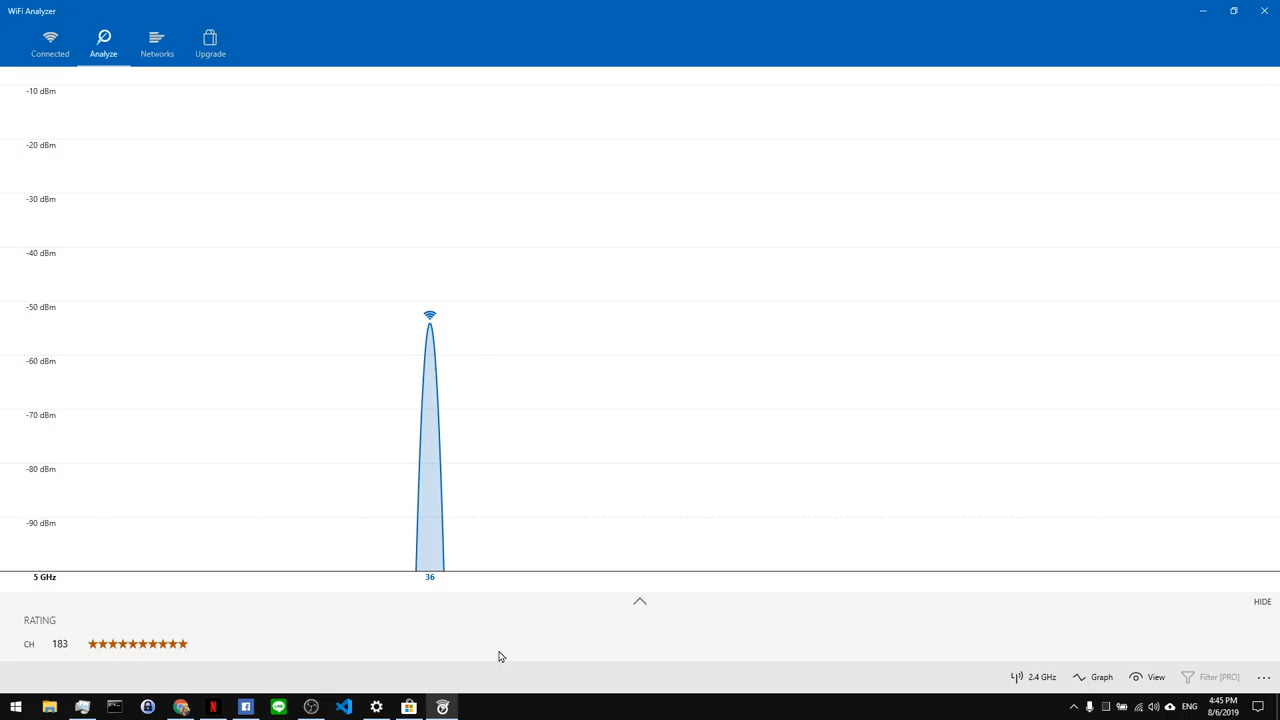 WiFi Analyzer
Connected
Analyze
Networks
Upgrade
-10 dBm
-20 dBm
-30 dBm
-40 dBm
-50 dBm
-60 dBm
-70 dBm
-80 dBm
-90 dBm
5 GHz
36
HIDE
RATING
CH 183 ★★★★★★★★★★
2.4 GHz Graph View Filter [PRO] ...
N LINE ENG 4:45 PM
8/6/2019